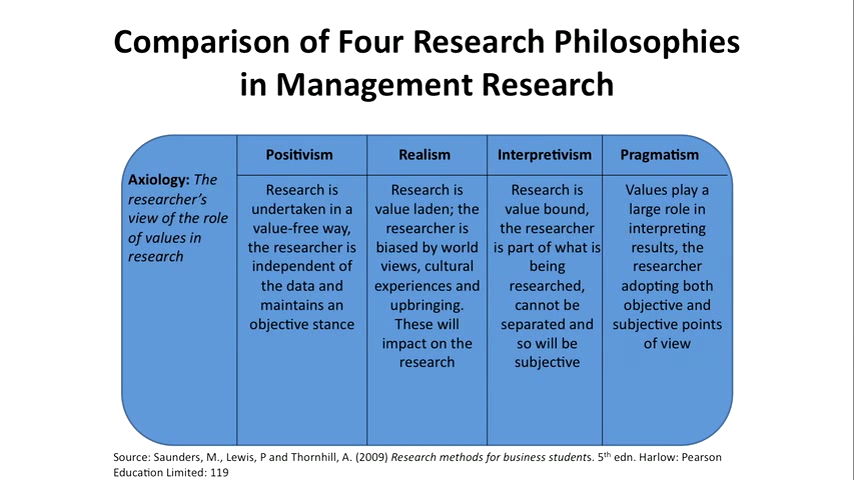 Comparison of Four Research Philosophies
in Management Research
Axiology: The
researcher's
view of the role
of values in
research
Positivism
Research is
undertaken in a
value-free way,
the researcher is
independent of
the data and
maintains an
objective stance
Realism
Research is
value laden; the
researcher is
biased by world
views, cultural
experiences and
upbringing.
These will
impact on the
research
Interpretivism
Research is
value bound,
the researcher
is part of what is
being
researched,
cannot be
separated and
so will be
subjective
Pragmatism
Values play a
large role in
interpreting
results, the
researcher
adopting both
objective and
subjective points
of view
Source: Saunders, M., Lewis, P and Thornhill, A. (2009) Research methods for business students. 5th edn. Harlow: Pearson
Education Limited: 119